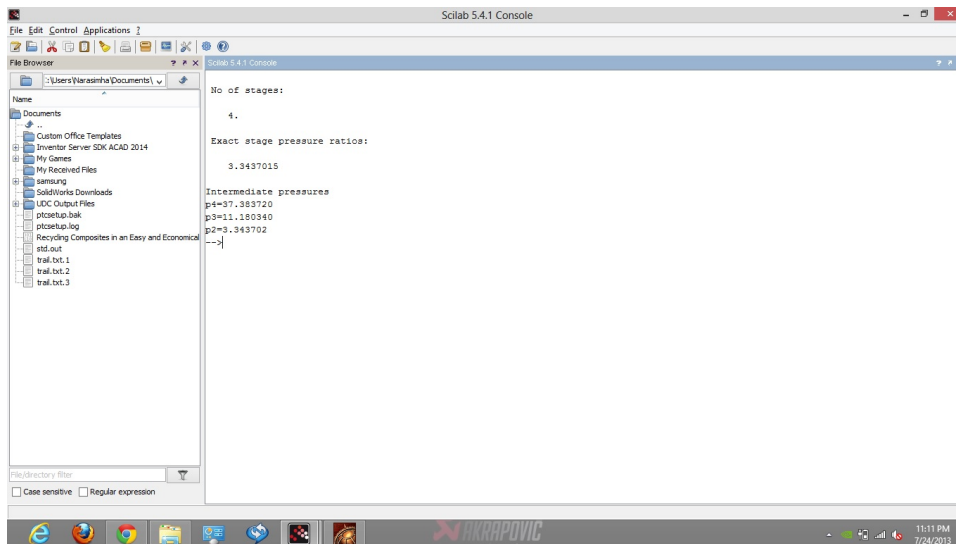 Scilab 5.4.1 Console
File Edit Control Applications ?
File Browser
Scilab 5.4.1 Console
:\Users\Narasimha\Documents\
Name
Documents
..
Custom Office Templates
Inventor Server SDK ACAD 2014
My Games
My Received Files
samsung
SolidWorks Downloads
UDC Output Files
ptcsetup.bak
ptcsetup.log
Recycling Composites in an Easy and Economical
std.out
trail.txt.1
trail.txt.2
trail.txt.3
File/directory filter
Case sensitive Regular expression
No of stages:
4.
Exact stage pressure ratios:
3.3437015
Intermediate pressures
p4=37.383720
p3=11.180340
p2=3.343702
-->
AKRAPOVIC
11:11 PM
7/24/2013